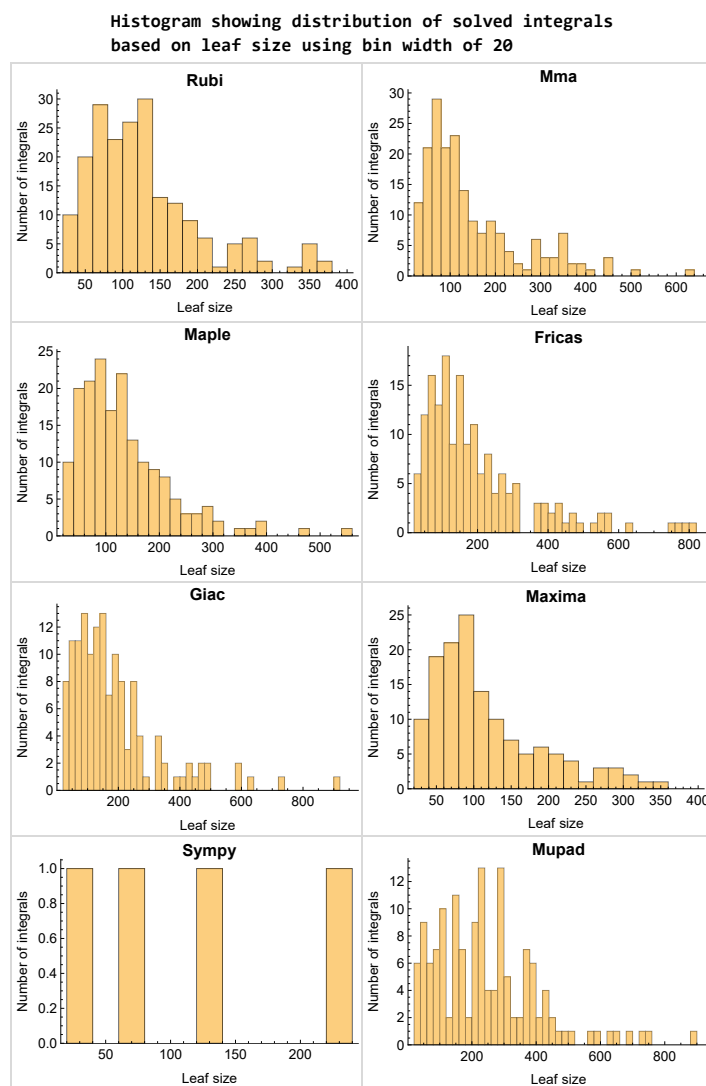 Histogram showing distribution of solved integrals
based on leaf size using bin width of 20
Rubi
Number of integrals
30
25
20
15
10
5
0
50 100 150 200 250 300 350 400
Leaf size
Mma
Number of integrals
30
25
20
15
10
5
0
100 200 300 400 500 600
Leaf size
Maple
Number of integrals
25
20
15
10
5
0
100 200 300 400 500
Leaf size
Fricas
Number of integrals
15
10
5
0
200 400 600 800
Leaf size
Giac
Number of integrals
12
10
8
6
4
2
0
200 400 600 800
Leaf size
Maxima
Number of integrals
25
20
15
10
5
0
50 100 150 200 250 300 350 400
Leaf size
Sympy
Number of integrals
1.0
0.8
0.6
0.4
0.2
0.0
50 100 150 200
Leaf size
Mupad
Number of integrals
12
10
8
6
4
2
0
200 400 600 800
Leaf size